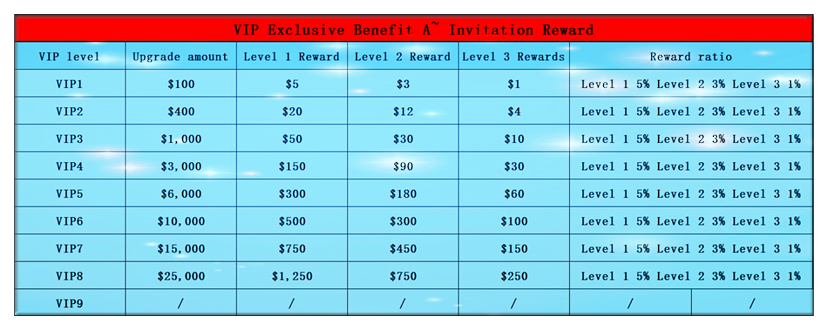 VIP Exclusive Benefit A~ Invitation Reward
VIP level Upgrade amount Level 1 Reward Level 2 Reward Level 3 Rewards Reward ratio
VIP1 $100 $5 $3 $1 Level 1 5% Level 2 3% Level 3 1%
VIP2 $400 $20 $12 $4 Level 1 5% Level 2 3% Level 3 1%
VIP3 $1,000 $50 $30 $10 Level 1 5% Level 2 3% Level 3 1%
VIP4 $3,000 $150 $90 $30 Level 1 5% Level 2 3% Level 3 1%
VIP5 $6,000 $300 $180 $60 Level 1 5% Level 2 3% Level 3 1%
VIP6 $10,000 $500 $300 $100 Level 1 5% Level 2 3% Level 3 1%
VIP7 $15,000 $750 $450 $150 Level 1 5% Level 2 3% Level 3 1%
VIP8 $25,000 $1,250 $750 $250 Level 1 5% Level 2 3% Level 3 1%
VIP9 / / / / / /